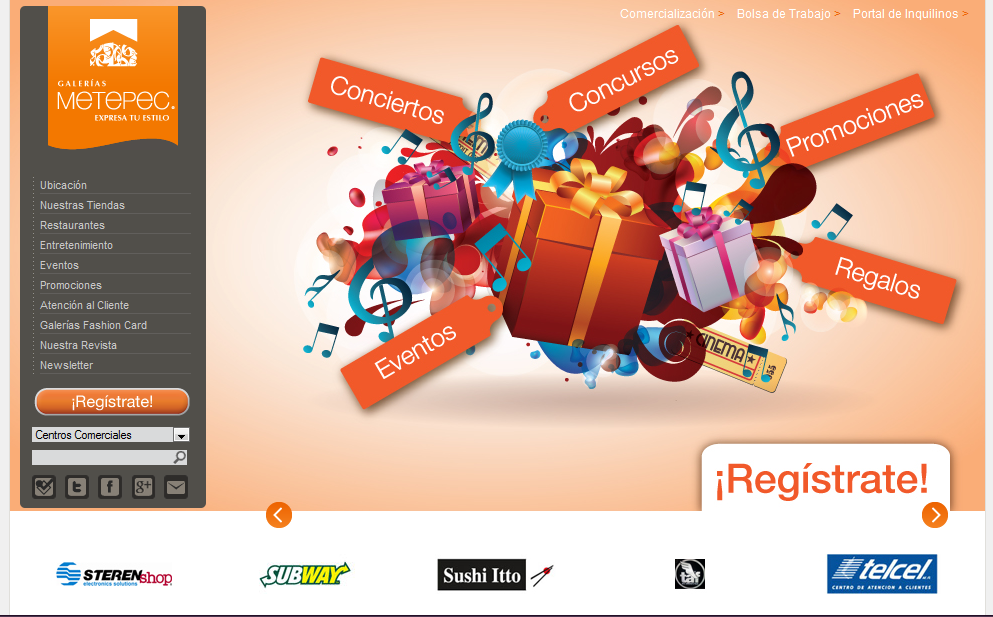 Comercialización > Bolsa de Trabajo > Portal de Inquilinos >
GALERÍAS
METEPEC.
EXPRESA TU ESTILO
Ubicación
Nuestras Tiendas
Restaurantes
Entretenimiento
Eventos
Promociones
Atención al Cliente
Galerías Fashion Card
Nuestra Revista
Newsletter
¡Regístrate!
Centros Comerciales
t f g+
Conciertos
Concursos
Promociones
Regalos
Eventos
CINEMA
¡Regístrate!
STEREN shop
electronics solutions
SUBWAY
Sushi Itto
taf
telcel
CENTRO DE ATENCION A CLIENTES